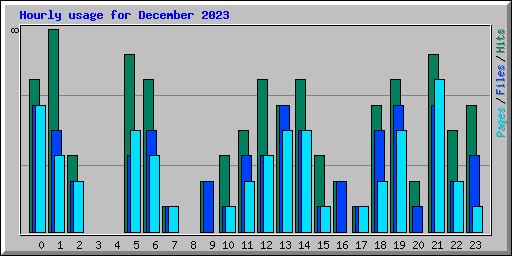 Hourly usage for December 2023
8
Pages/Files/Hits
0 1 2 3 4 5 6 7 8 9 10 11 12 13 14 15 16 17 18 19 20 21 22 23